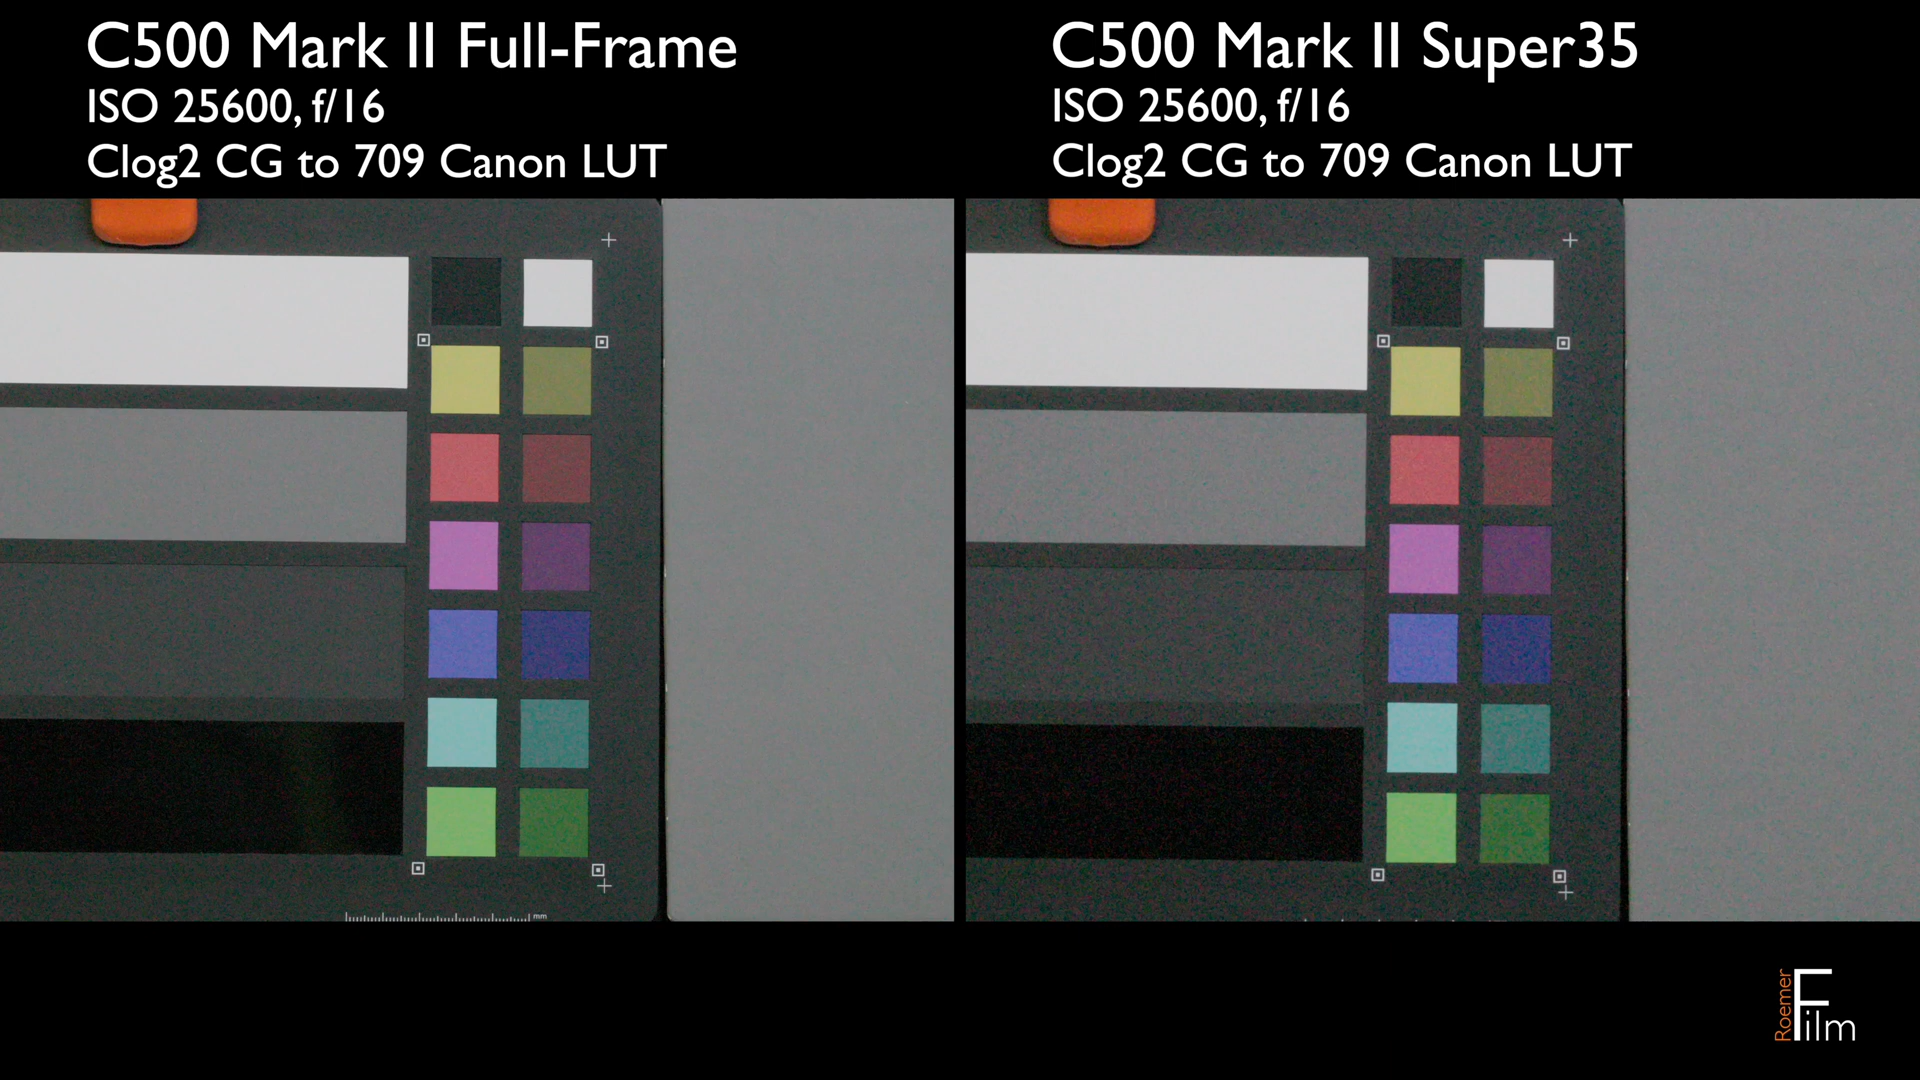 C500 Mark II Full-Frame
ISO 25600, f/16
Clog2 CG to 709 Canon LUT
C500 Mark II Super35
ISO 25600, f/16
Clog2 CG to 709 Canon LUT
mm
Roemer
Film